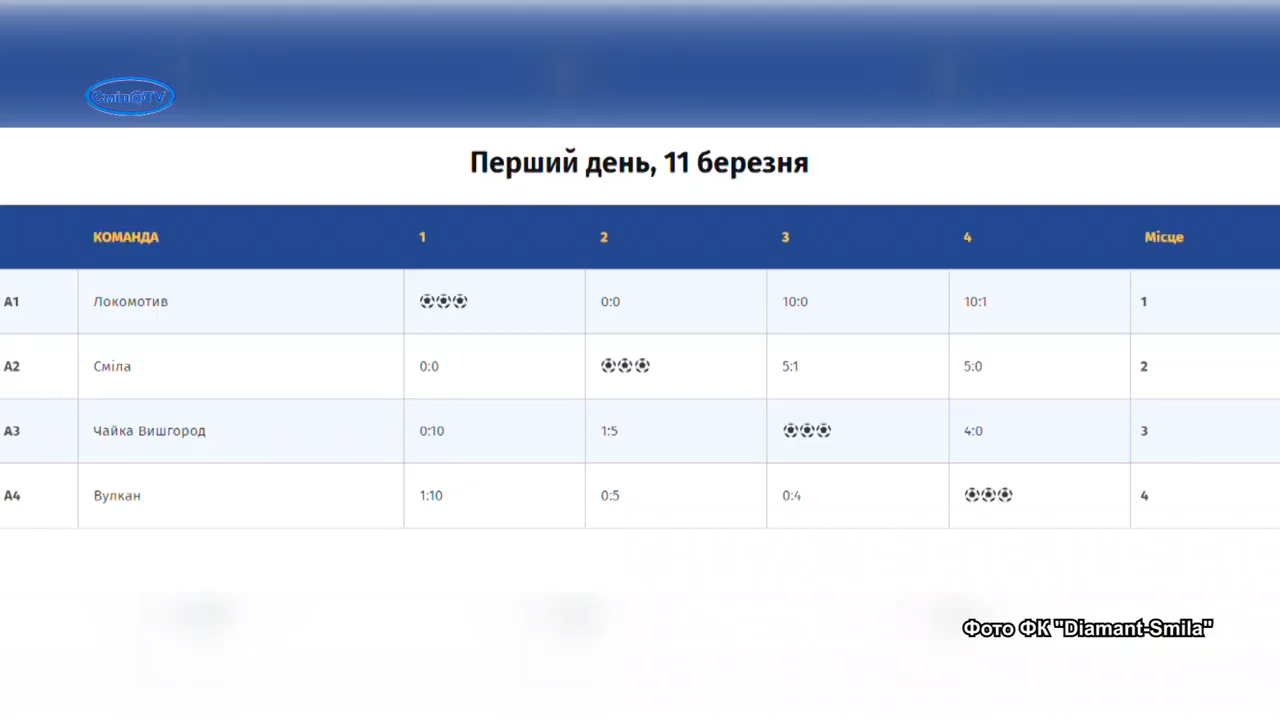 Сміл@TV
Перший день, 11 березня
КОМАНДА 1 2 3 4 Місце
А1 Локомотив 0:0 10:0 10:1 1
А2 Сміла 0:0 5:1 5:0 2
А3 Чайка Вишгород 0:10 1:5 4:0 3
А4 Вулкан 1:10 0:5 0:4 4
Фото ФК "Diamant-Smila"